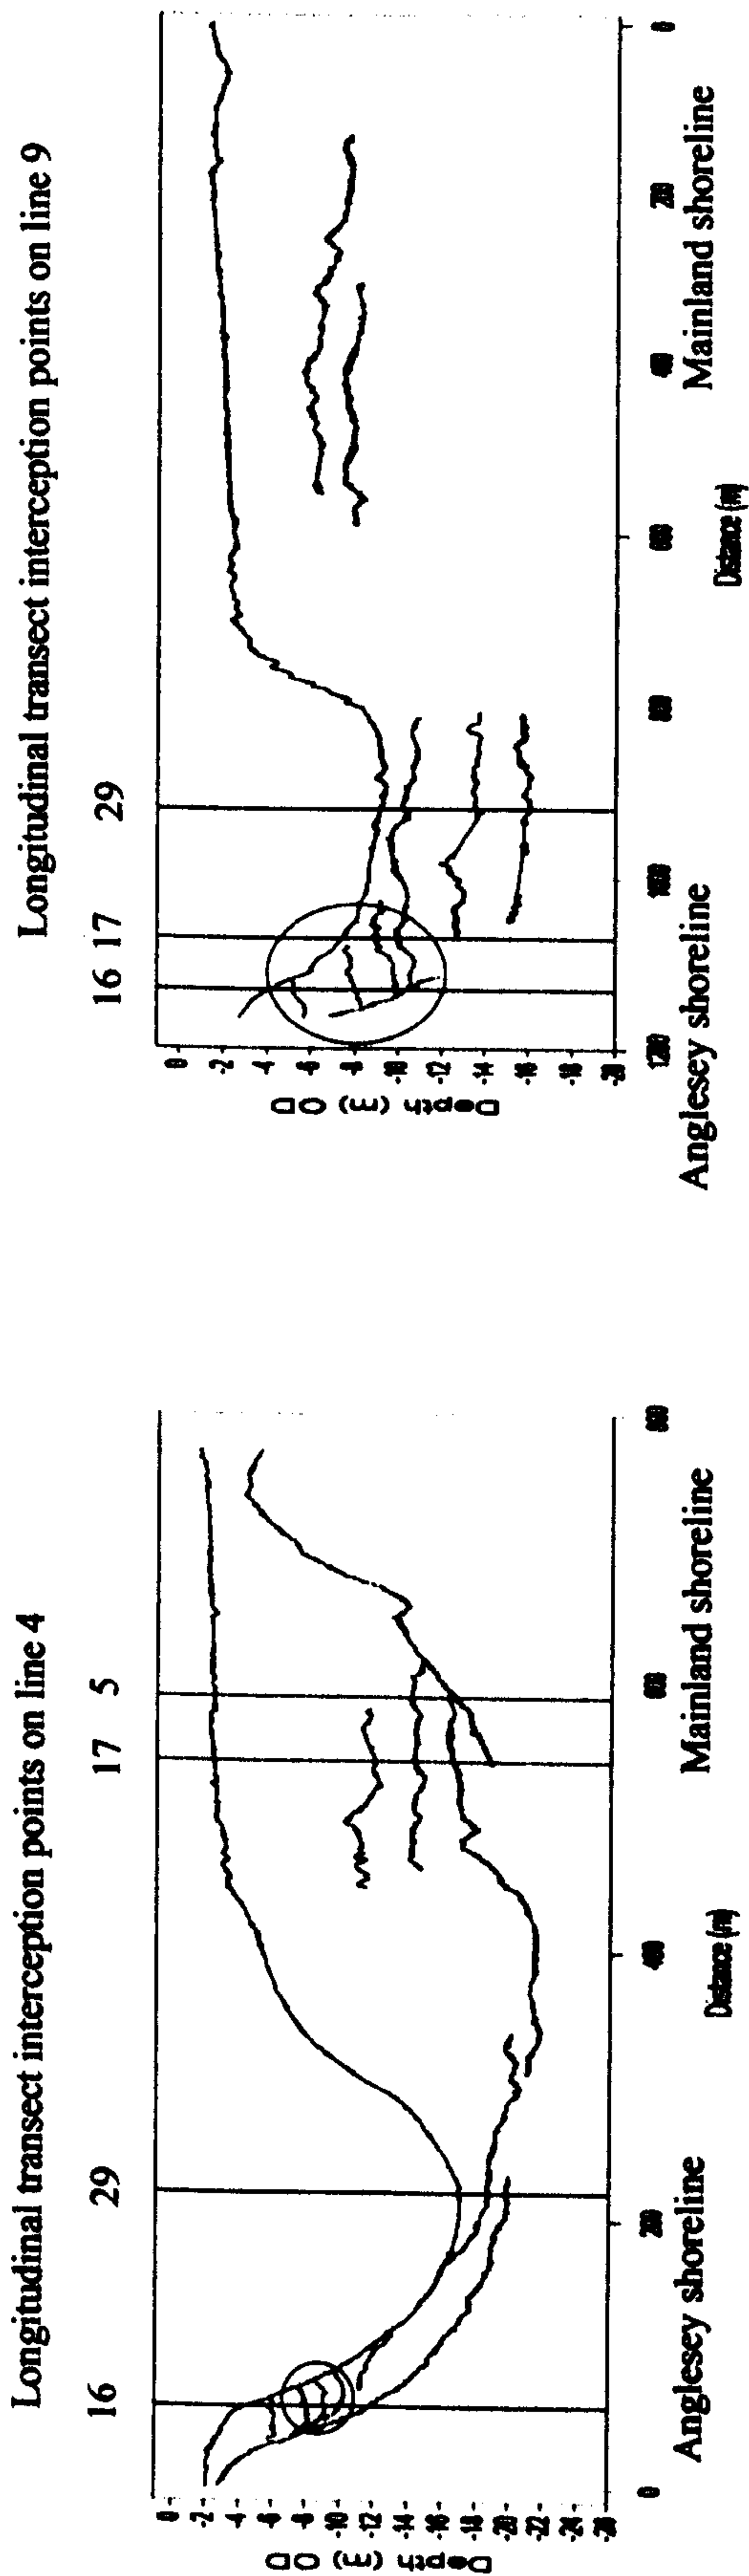 Longitudinal transect interception points on line 4
16 29 17 5
Depth (m) OD
0
-2
-4
-6
-8
-10
-12
-14
-16
-18
-20
-22
-24
-26
0 200 400 600 800
Distance (m)
Anglesey shoreline Mainland shoreline
Longitudinal transect interception points on line 9
16 17 29
Depth (m) OD
0
-2
-4
-6
-8
-10
-12
-14
-16
-18
-20
1200 1000 800 600 400 200 0
Distance (m)
Anglesey shoreline Mainland shoreline